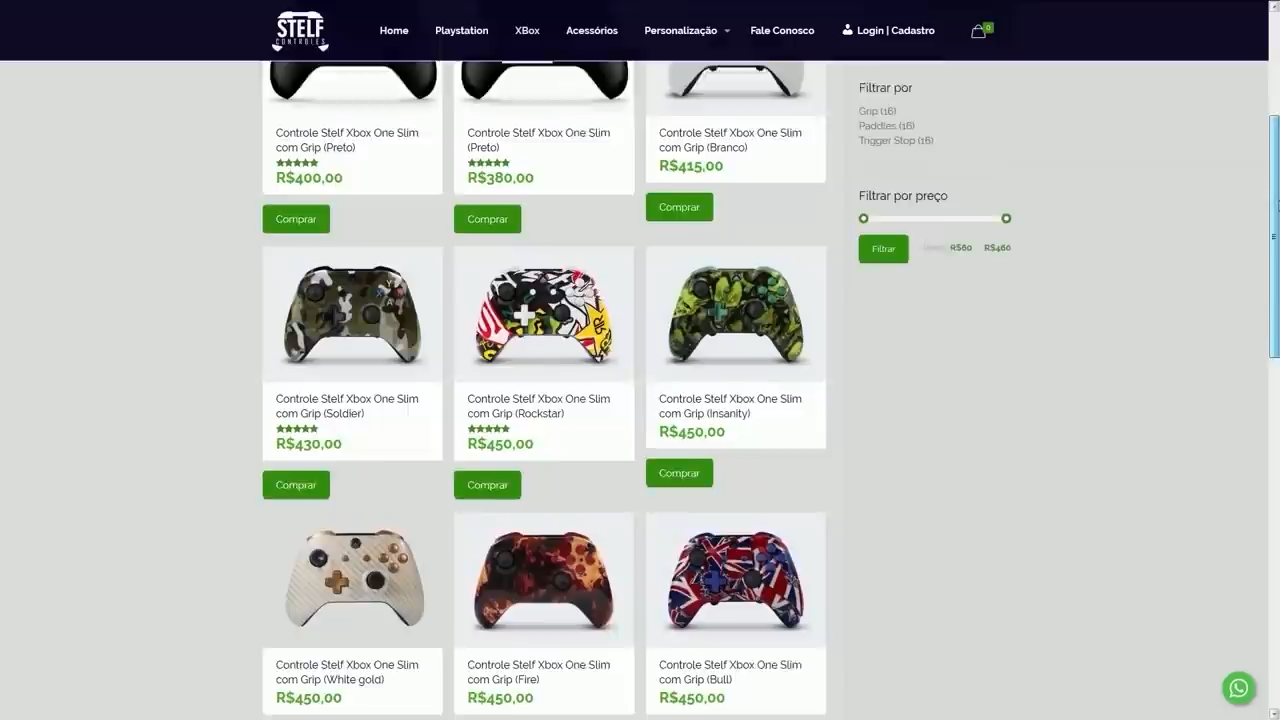 STELF
CONTROLES
Home
Playstation
XBox
Acessórios
Personalização
Fale Conosco
Login | Cadastro
0
Controle Stelf Xbox One Slim
com Grip (Preto)
R$400,00
Comprar
Controle Stelf Xbox One Slim
(Preto)
R$380,00
Comprar
Controle Stelf Xbox One Slim
com Grip (Branco)
R$415,00
Comprar
Controle Stelf Xbox One Slim
com Grip (Soldier)
R$430,00
Comprar
Controle Stelf Xbox One Slim
com Grip (Rockstar)
R$450,00
Comprar
Controle Stelf Xbox One Slim
com Grip (Insanity)
R$450,00
Comprar
Controle Stelf Xbox One Slim
com Grip (White gold)
R$450,00
Controle Stelf Xbox One Slim
com Grip (Fire)
R$450,00
Controle Stelf Xbox One Slim
com Grip (Bull)
R$450,00
Filtrar por
Grip (16)
Paddles (16)
Trigger Stop (16)
Filtrar por preço
Filtrar
R$60
R$460